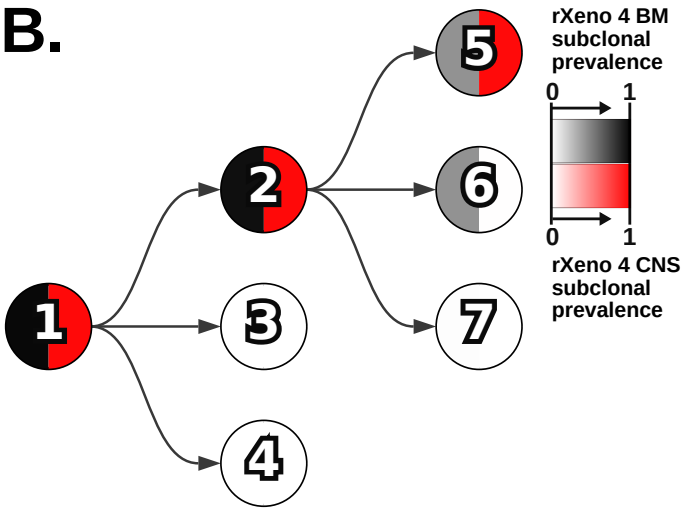 B.
5
rXeno 4 BM
subclonal
prevalence
0 1
2
6
0 1
1
3
7
rXeno 4 CNS
subclonal
prevalence
4